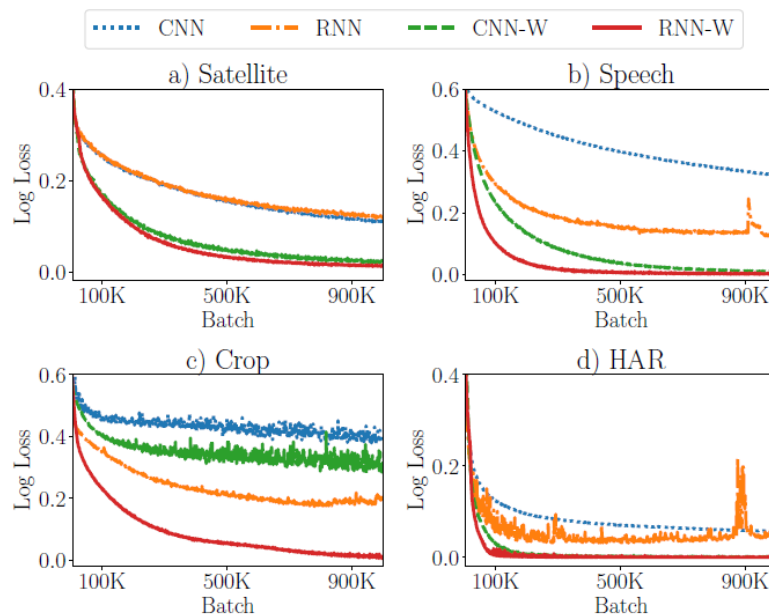 CNN RNN CNN-W RNN-W
a) Satellite
0.4
0.2
0.0
Log Loss
100K 500K 900K
Batch
b) Speech
0.6
0.4
0.2
0.0
Log Loss
100K 500K 900K
Batch
c) Crop
0.6
0.4
0.2
0.0
Log Loss
100K 500K 900K
Batch
d) HAR
0.4
0.2
0.0
Log Loss
100K 500K 900K
Batch